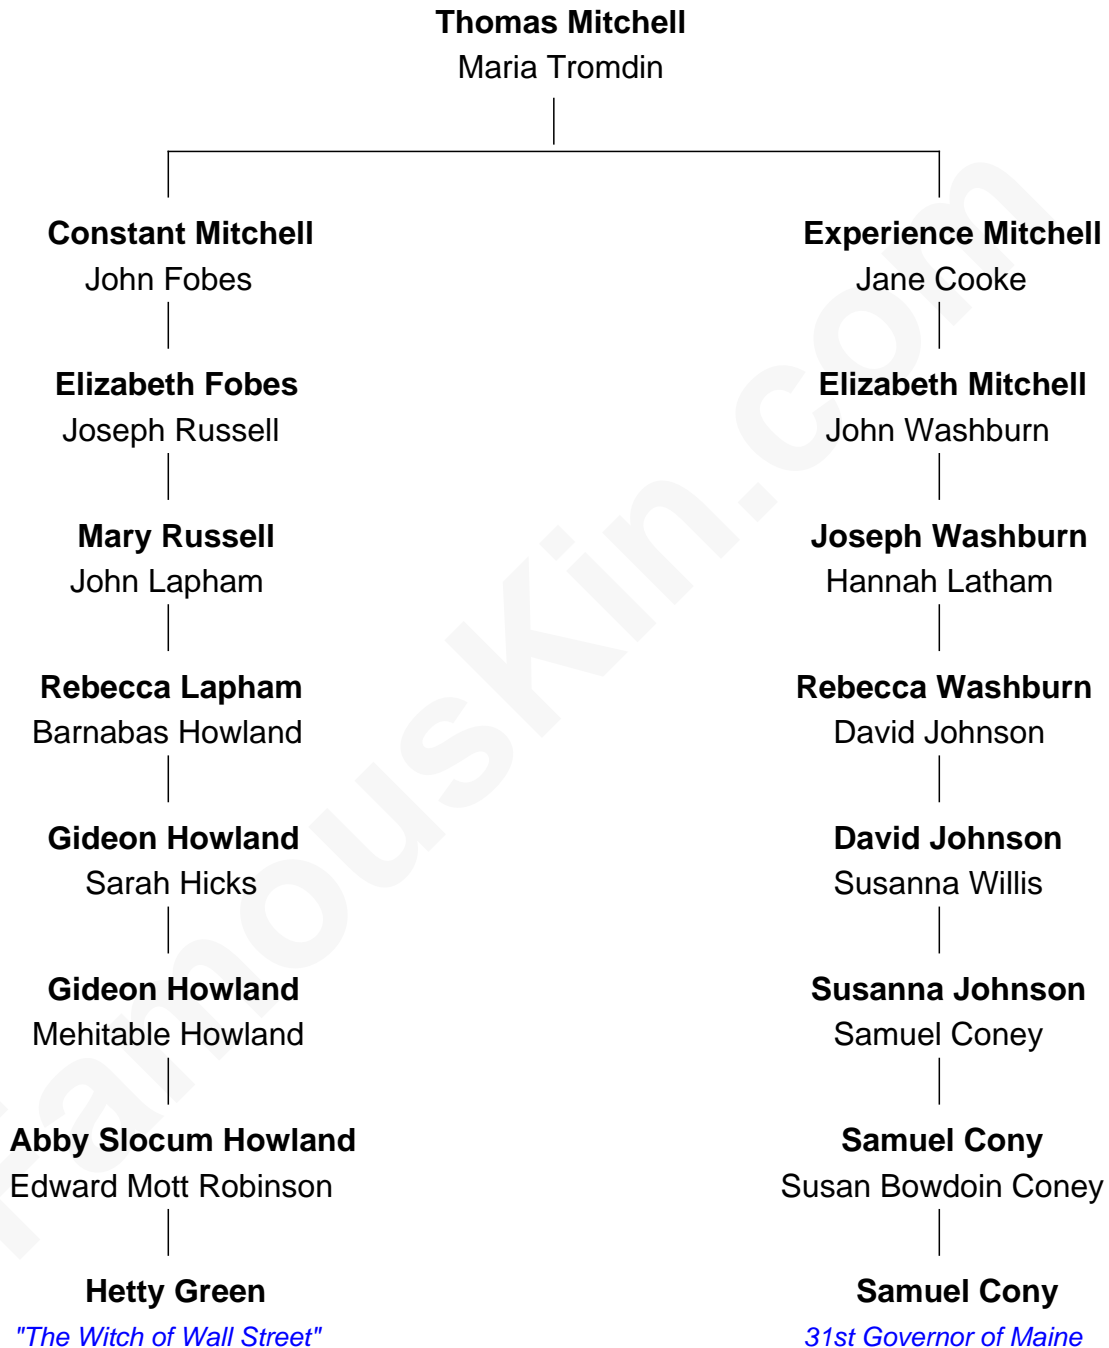 Thomas Mitchell
Maria Tromdin
Constant Mitchell
John Fobes
Experience Mitchell
Jane Cooke
Elizabeth Fobes
Joseph Russell
Elizabeth Mitchell
John Washburn
Mary Russell
John Lapham
Joseph Washburn
Hannah Latham
Rebecca Lapham
Barnabas Howland
Rebecca Washburn
David Johnson
Gideon Howland
Sarah Hicks
David Johnson
Susanna Willis
Gideon Howland
Mehitable Howland
Susanna Johnson
Samuel Coney
Abby Slocum Howland
Edward Mott Robinson
Samuel Cony
Susan Bowdoin Coney
Hetty Green
"The Witch of Wall Street"
Samuel Cony
31st Governor of Maine
FamousKin.com